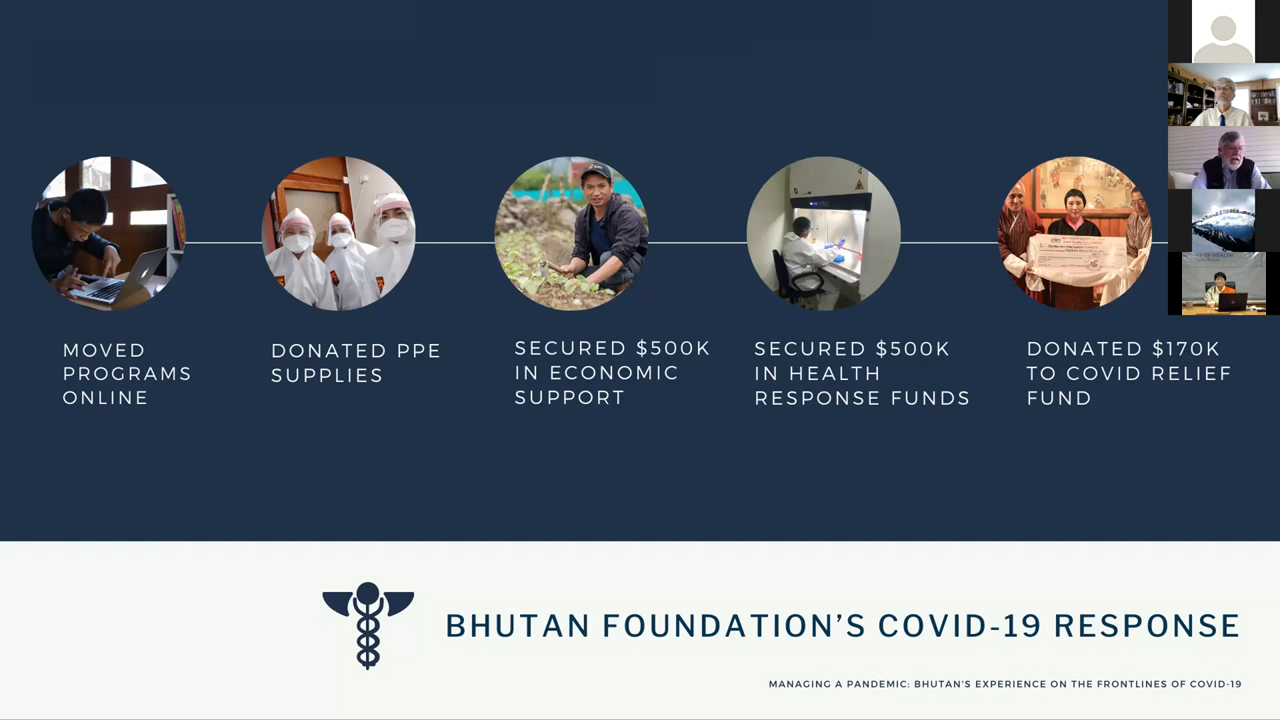 MOVED
PROGRAMS
ONLINE
DONATED PPE
SUPPLIES
SECURED $500K
IN ECONOMIC
SUPPORT
SECURED $500K
IN HEALTH
RESPONSE FUNDS
DONATED $170K
TO COVID RELIEF
FUND
BHUTAN FOUNDATION'S COVID-19 RESPONSE
MANAGING A PANDEMIC: BHUTAN'S EXPERIENCE ON THE FRONTLINES OF COVID-19